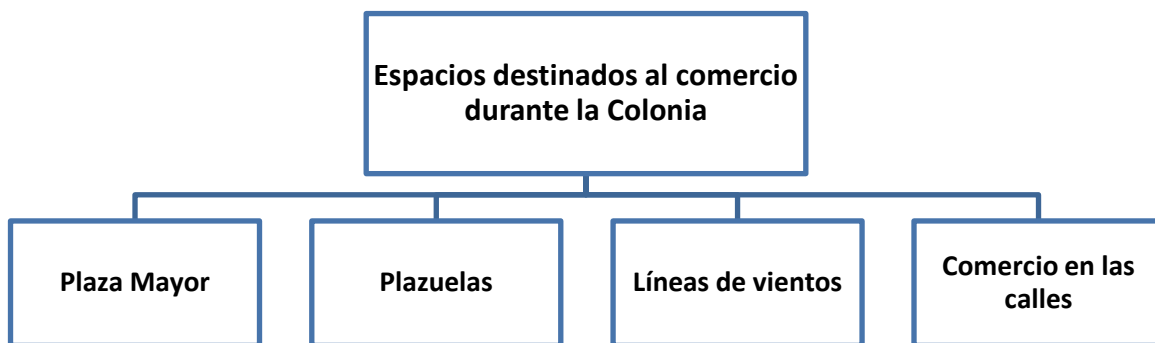 Espacios destinados al comercio
durante la Colonia
Plaza Mayor
Plazuelas
Líneas de vientos
Comercio en las
calles